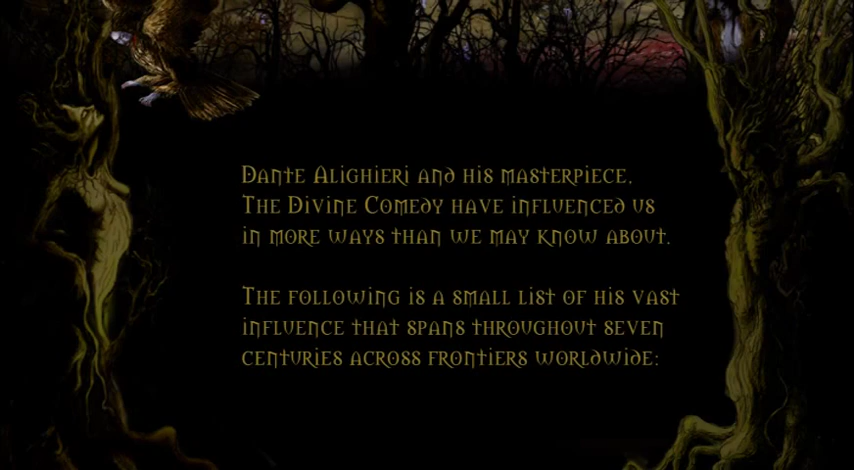 Dante Alighieri and his masterpiece,
The Divine Comedy have influenced us
in more ways than we may know about.
The following is a small list of his vast
influence that spans throughout seven
centuries across frontiers worldwide: